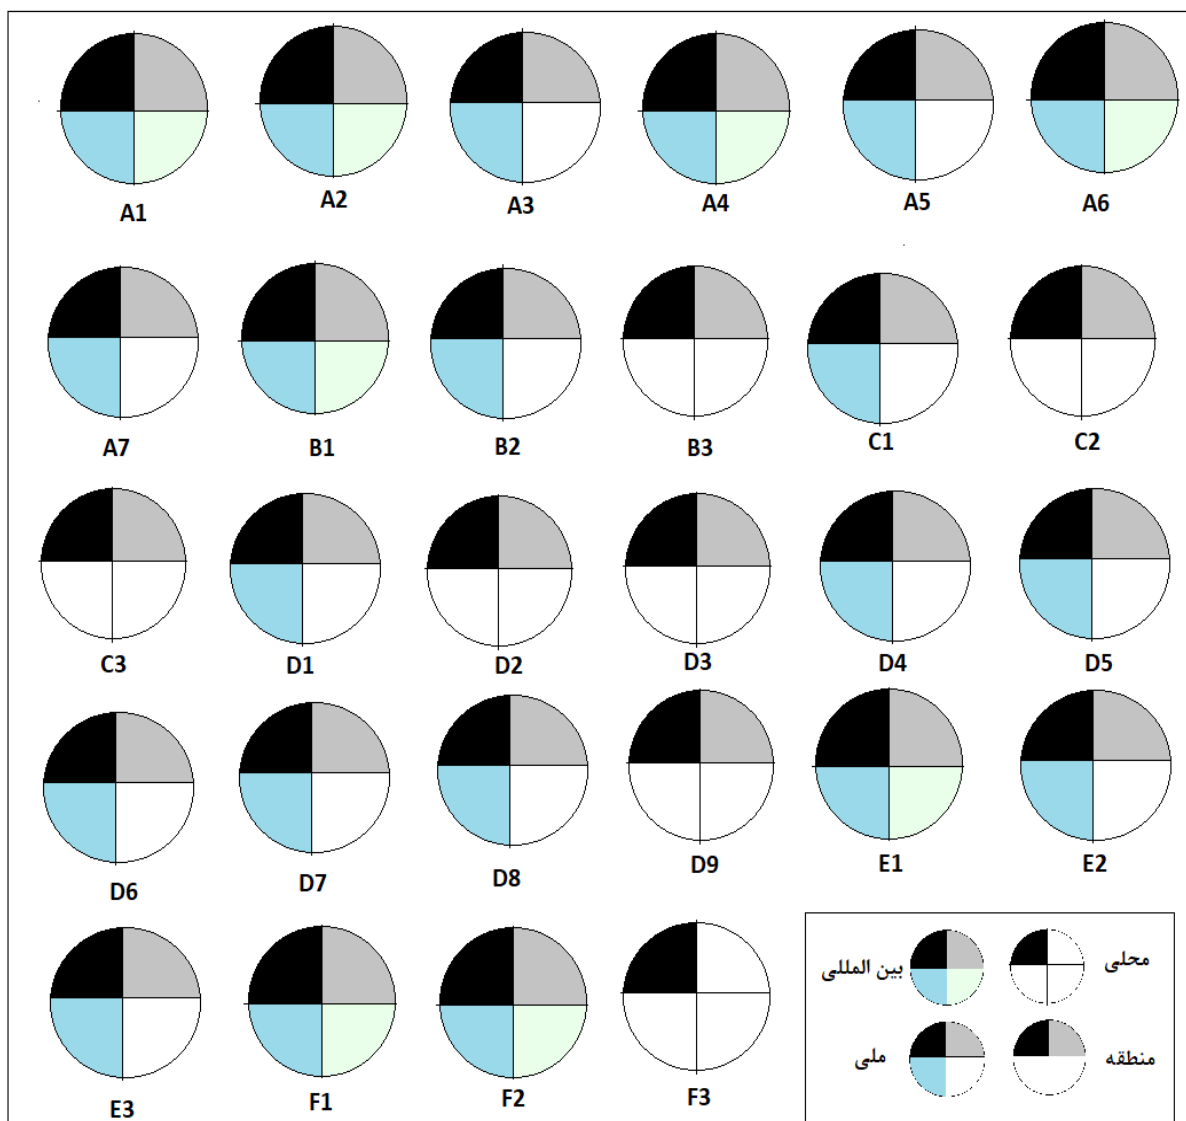 A1 A2 A3 A4 A5 A6
A7 B1 B2 B3 C1 C2
C3 D1 D2 D3 D4 D5
D6 D7 D8 D9 E1 E2
E3 F1 F2 F3
بین المللی محلی
ملی منطقه